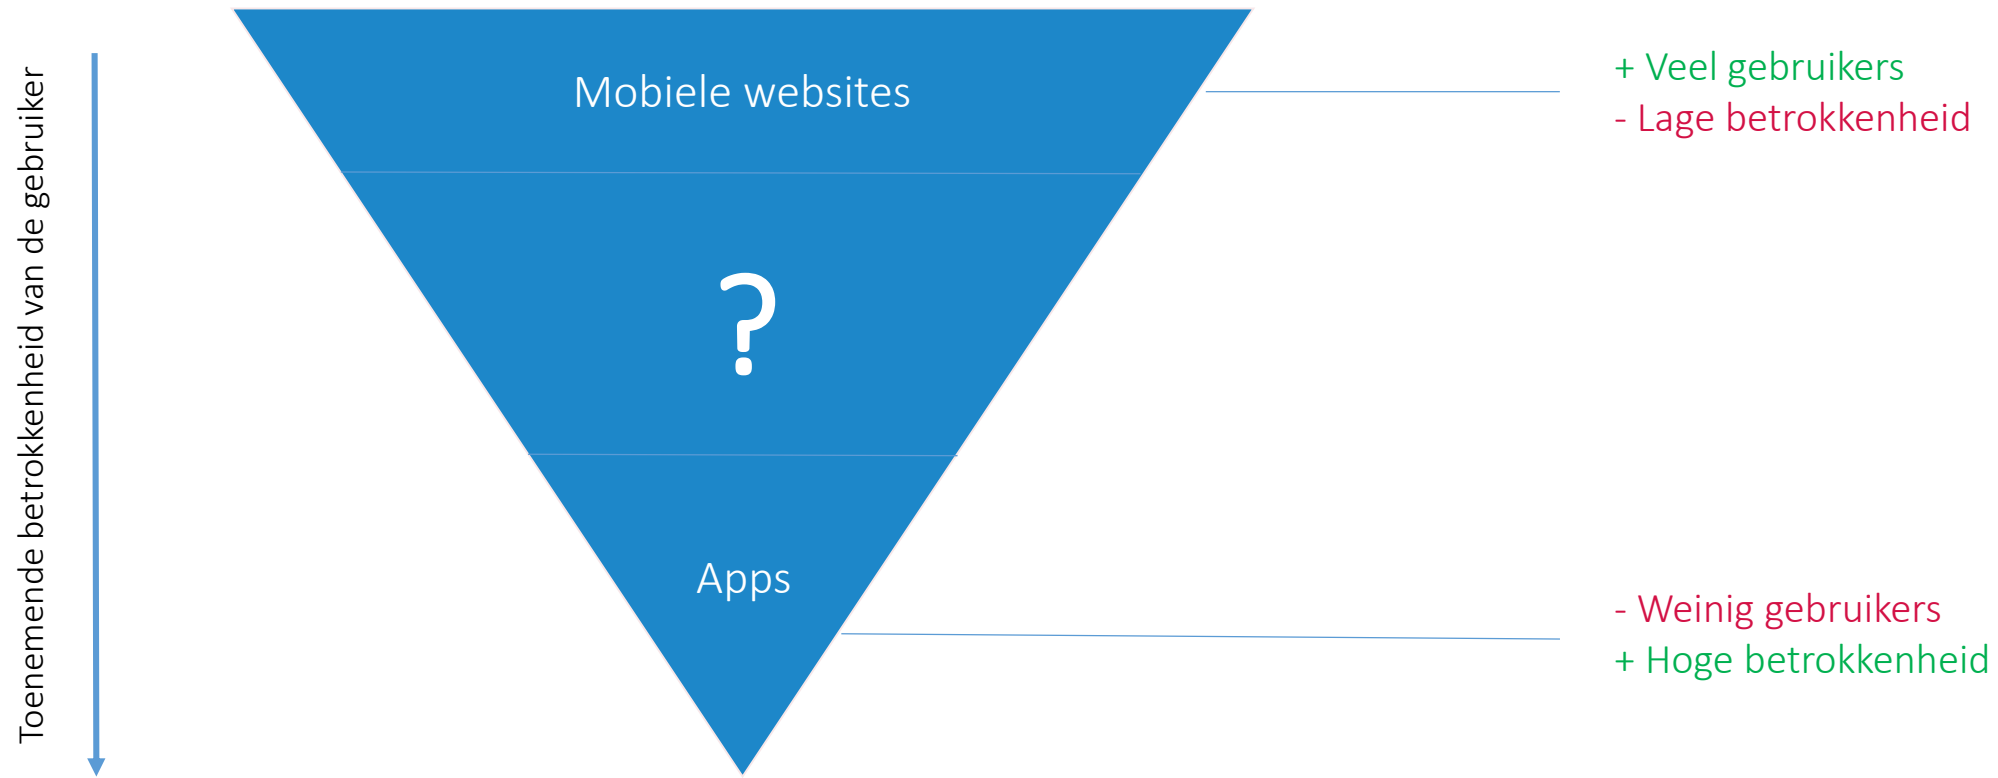 Toenemende betrokkenheid van de gebruiker
Mobiele websites
+ Veel gebruikers
- Lage betrokkenheid
?
Apps
- Weinig gebruikers
+ Hoge betrokkenheid